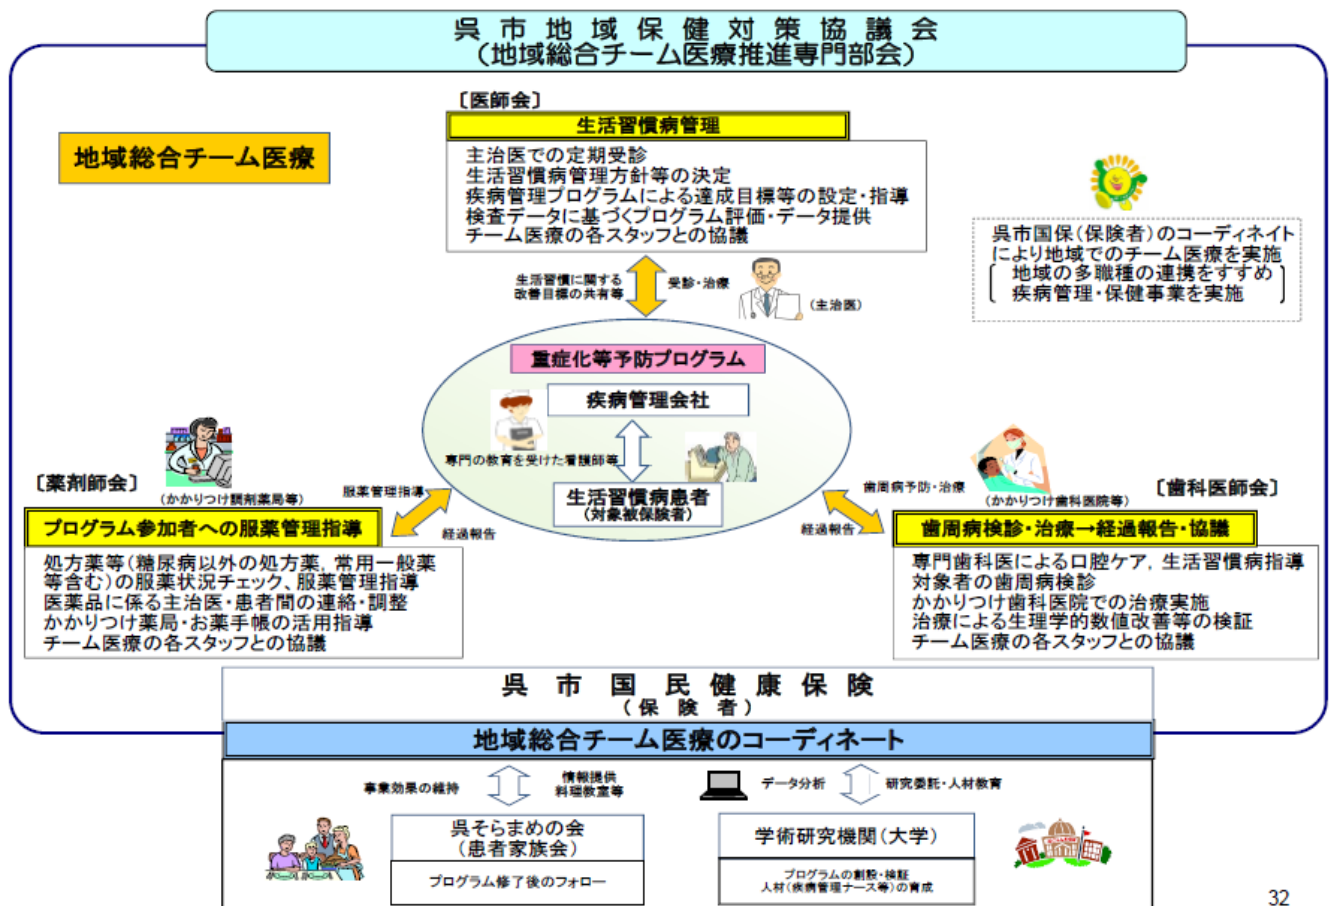 呉市地域保健対策協議会
（地域総合チーム医療推進専門部会）
〔医師会〕
生活習慣病管理
地域総合チーム医療
主治医での定期受診
生活習慣病管理方針等の決定
疾病管理プログラムによる達成目標等の設定・指導
検査データに基づくプログラム評価・データ提供
チーム医療の各スタッフとの協議
呉市国保（保険者）のコーディネイト
により地域でのチーム医療を実施
地域の多職種の連携をすすめ
疾病管理・保健事業を実施
生活習慣に関する
改善目標の共有等
受診・治療
（主治医）
重症化等予防プログラム
疾病管理会社
専門の教育を受けた看護師等
生活習慣病患者
（対象被保険者）
〔薬剤師会〕
（かかりつけ調剤薬局等）
服薬管理指導
経過報告
プログラム参加者への服薬管理指導
処方薬等（糖尿病以外の処方薬，常用一般薬
等含む）の服薬状況チェック、服薬管理指導
医薬品に係る主治医・患者間の連絡・調整
かかりつけ薬局・お薬手帳の活用指導
チーム医療の各スタッフとの協議
歯周病予防・治療
経過報告
（かかりつけ歯科医院等）
〔歯科医師会〕
歯周病検診・治療→経過報告・協議
専門歯科医による口腔ケア，生活習慣病指導
対象者の歯周病検診
かかりつけ歯科医院での治療実施
治療による生理学的数値改善等の検証
チーム医療の各スタッフとの協議
呉市国民健康保険
（保険者）
地域総合チーム医療のコーディネート
事業効果の維持
情報提供
料理教室等
データ分析
研究委託・人材教育
呉そらまめの会
（患者家族会）
プログラム修了後のフォロー
学術研究機関（大学）
プログラムの創設・検証
人材（疾病管理ナース等）の育成
32